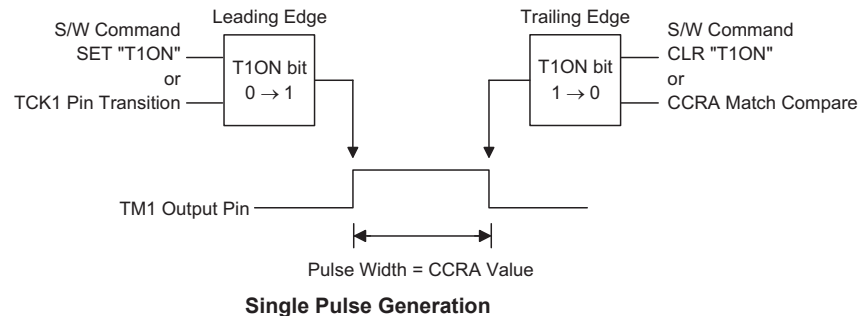 Leading Edge
S/W Command
SET "T1ON"
or
TCK1 Pin Transition
T1ON bit
0 → 1
Trailing Edge
T1ON bit
1 → 0
S/W Command
CLR "T1ON"
or
CCRA Match Compare
TM1 Output Pin
Pulse Width = CCRA Value
Single Pulse Generation